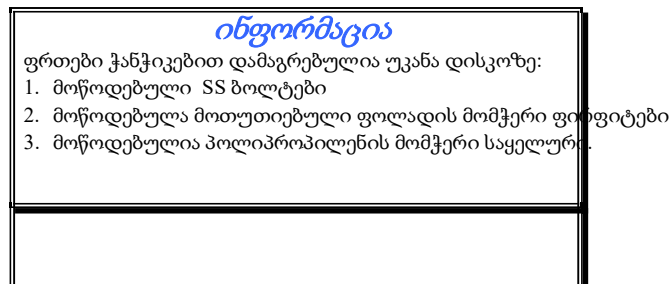 ინფორმაცია
ფრთები ჭანჭიკებით დამაგრებულია უკანა დისკოზე:
1. მოწოდებული SS ბოლტები
2. მოწოდებულა მოთუთიებული ფოლადის მომჭერი ფირფიტები
3. მოწოდებულია პოლიპროპილენის მომჭერი საყელური.